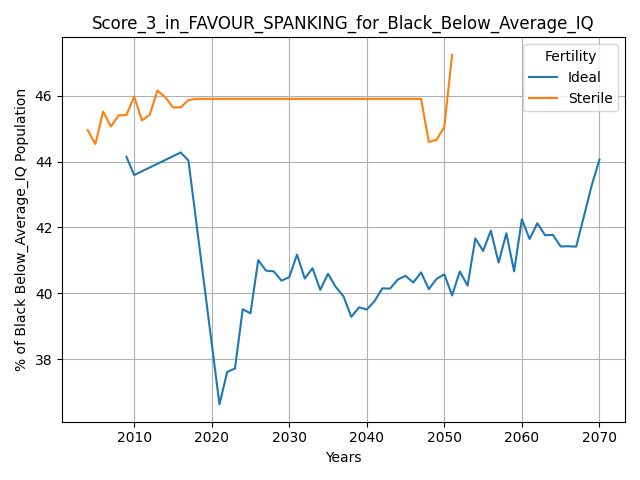 Score_3_in_FAVOUR_SPANKING_for_Black_Below_Average_IQ
Fertility
Ideal
Sterile
% of Black Below_Average_IQ Population
46
44
42
40
38
2010 2020 2030 2040 2050 2060 2070
Years